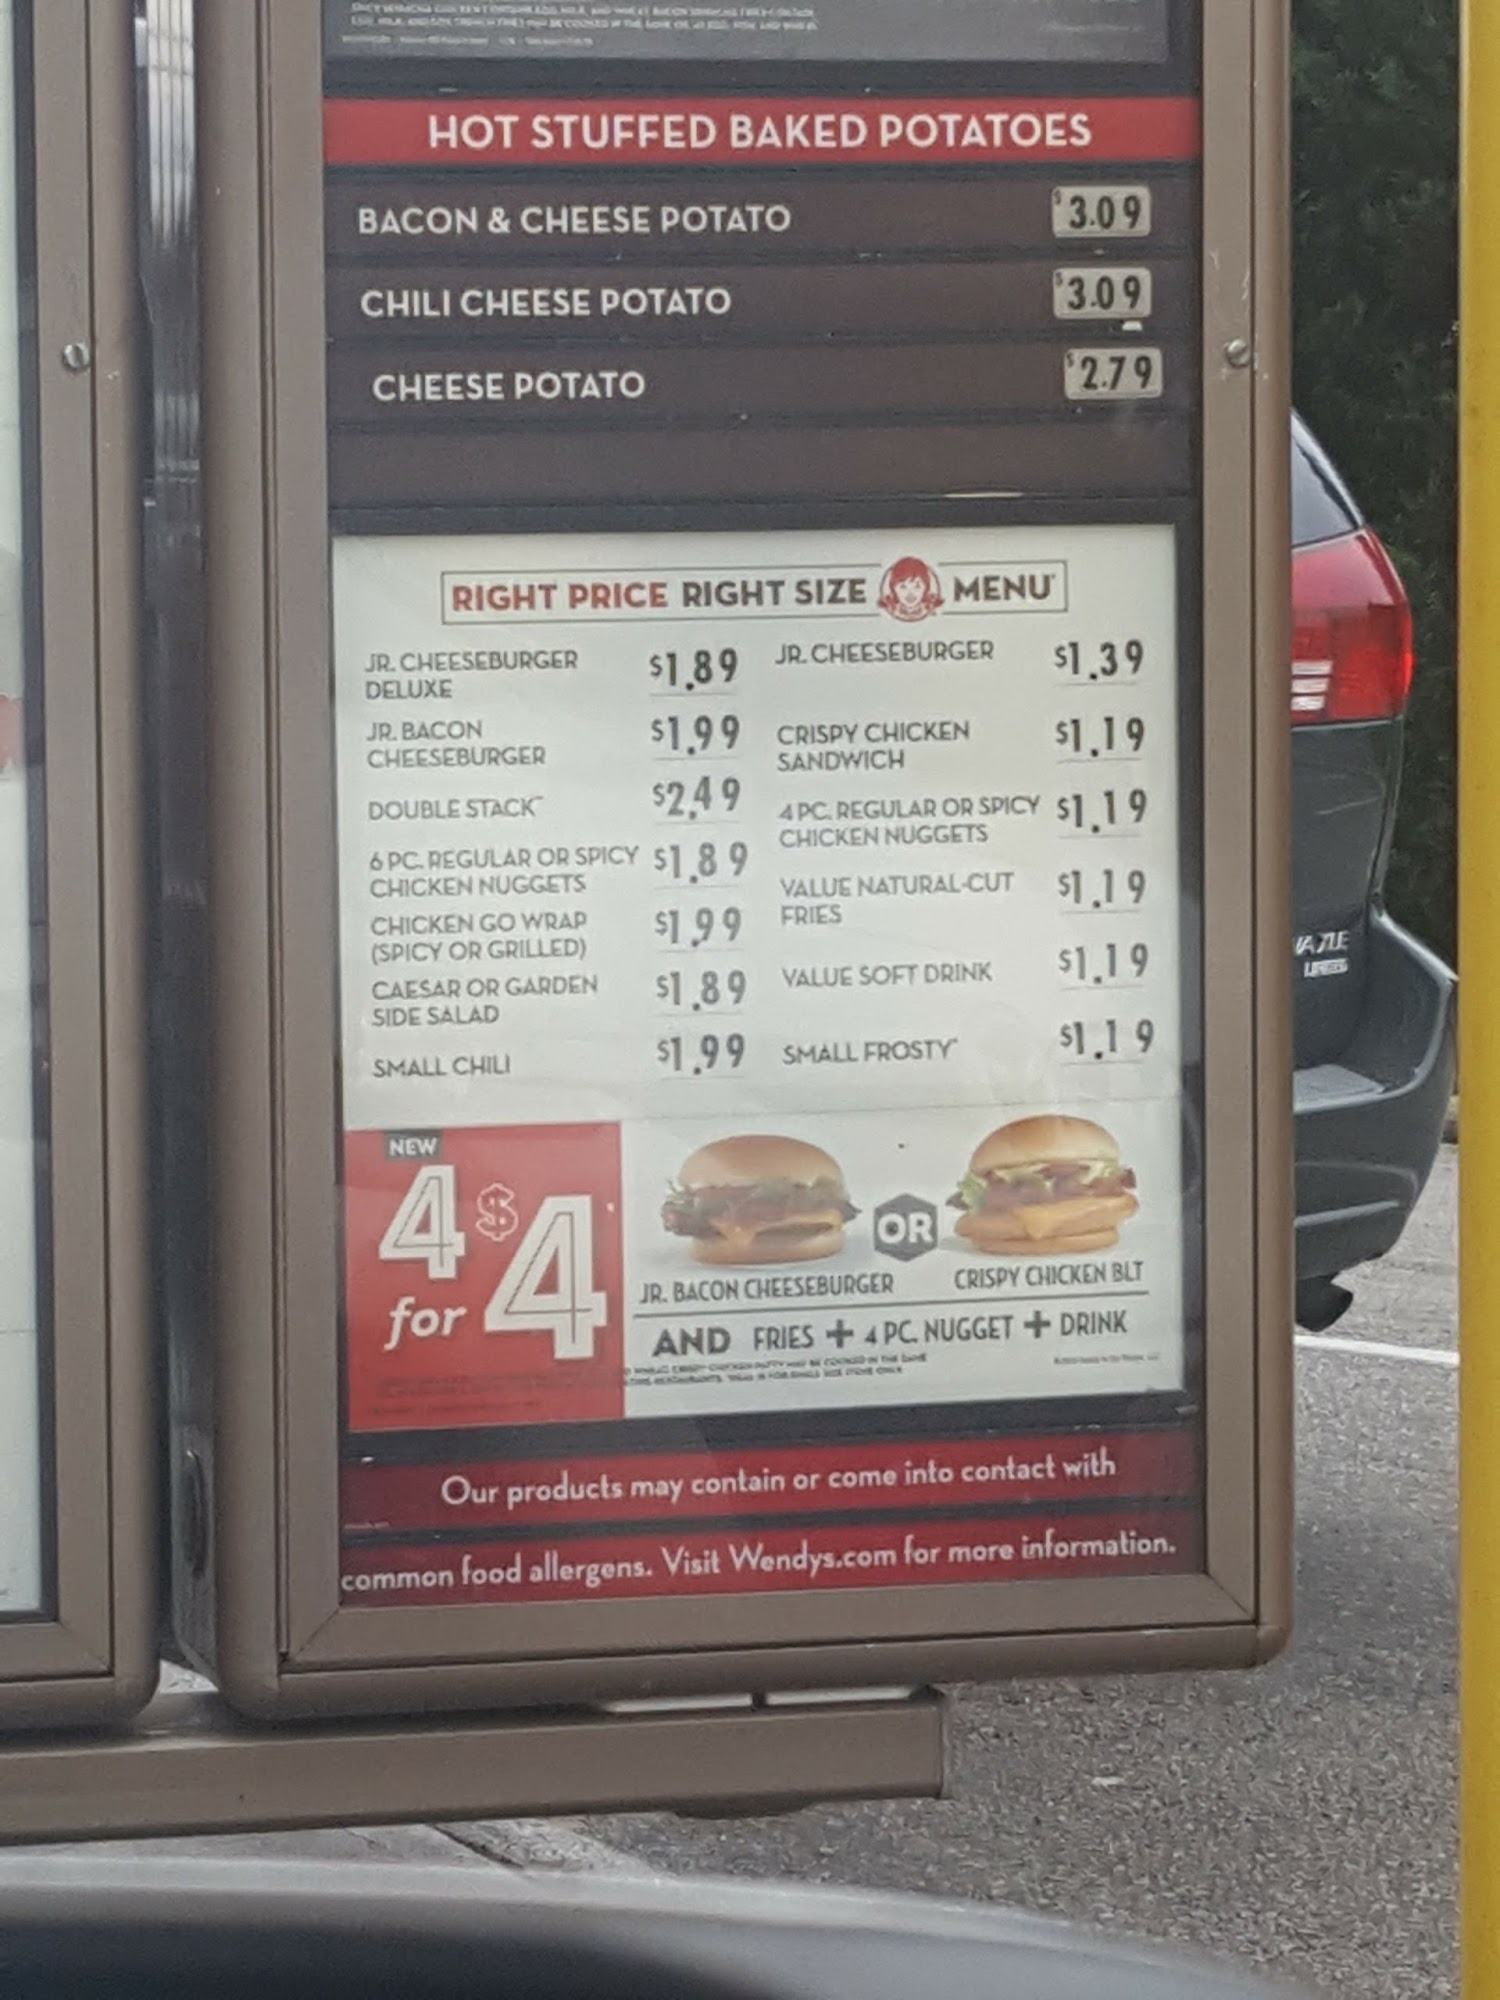 HOT STUFFED BAKED POTATOES
BACON & CHEESE POTATO $3.09
CHILI CHEESE POTATO $3.09
CHEESE POTATO $2.79
RIGHT PRICE RIGHT SIZE MENU
JR. CHEESEBURGER DELUXE $1.89
JR. BACON CHEESEBURGER $1.99
DOUBLE STACK™ $2.49
6 PC. REGULAR OR SPICY CHICKEN NUGGETS $1.89
CHICKEN GO WRAP (SPICY OR GRILLED) $1.99
CAESAR OR GARDEN SIDE SALAD $1.89
SMALL CHILI $1.99
JR. CHEESEBURGER $1.39
CRISPY CHICKEN SANDWICH $1.19
4 PC. REGULAR OR SPICY CHICKEN NUGGETS $1.19
VALUE NATURAL-CUT FRIES $1.19
VALUE SOFT DRINK $1.19
SMALL FROSTY $1.19
NEW
4 for $4
JR. BACON CHEESEBURGER OR CRISPY CHICKEN BLT
AND FRIES + 4 PC. NUGGET + DRINK
Our products may contain or come into contact with
common food allergens. Visit Wendys.com for more information.